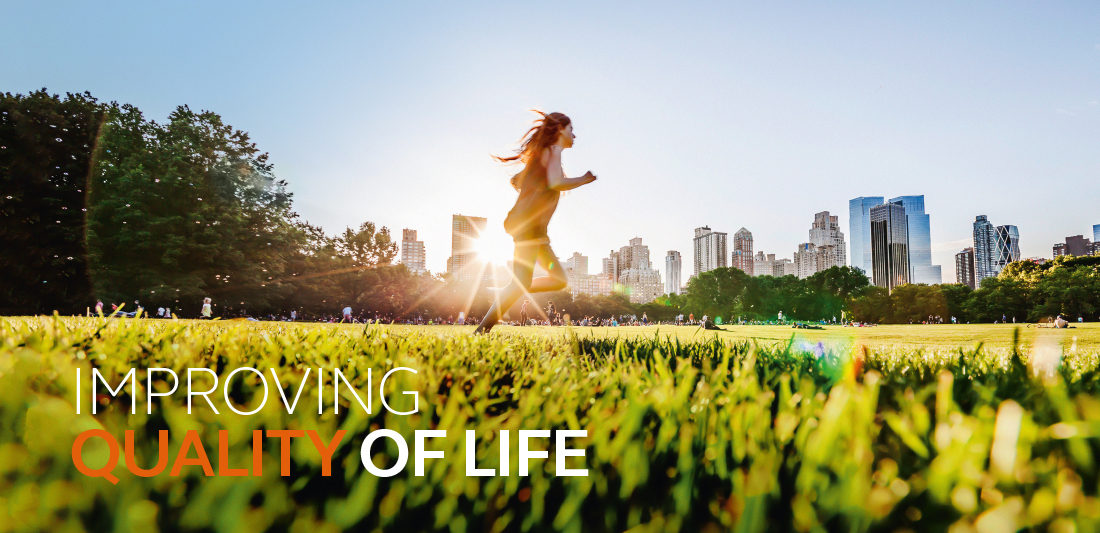 IMPROVING
QUALITY OF LIFE